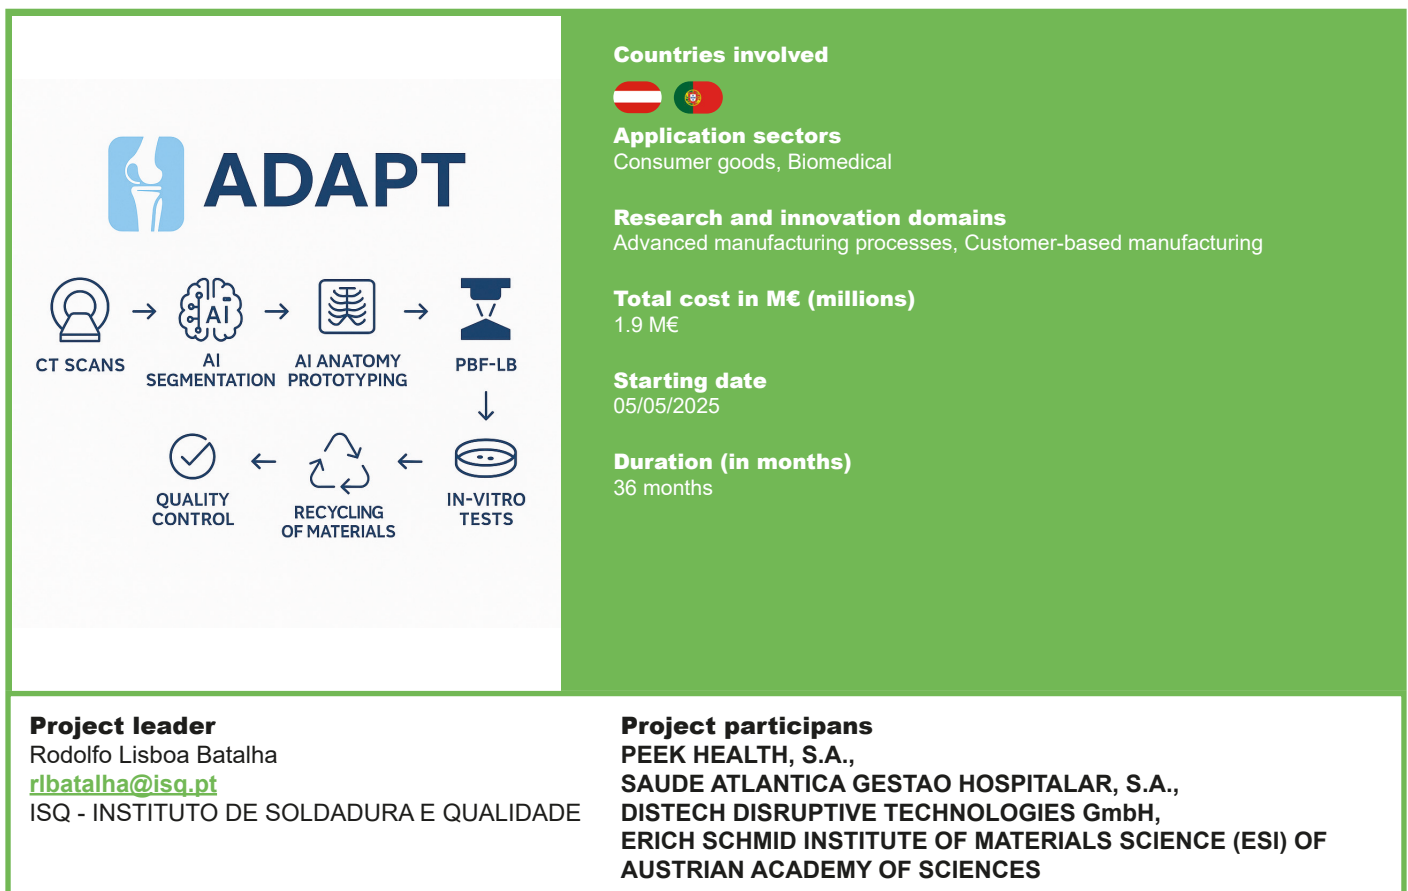 ADAPT
CT SCANS
AI
SEGMENTATION
AI ANATOMY
PROTOTYPING
PBF-LB
QUALITY
CONTROL
RECYCLING
OF MATERIALS
IN-VITRO
TESTS
Countries involved
Application sectors
Consumer goods, Biomedical
Research and innovation domains
Advanced manufacturing processes, Customer-based manufacturing
Total cost in M€ (millions)
1.9 M€
Starting date
05/05/2025
Duration (in months)
36 months
Project leader
Rodolfo Lisboa Batalha
rlbatalha@isq.pt
ISQ - INSTITUTO DE SOLDADURA E QUALIDADE
Project participans
PEEK HEALTH, S.A.,
SAUDE ATLANTICA GESTAO HOSPITALAR, S.A.,
DISTECH DISRUPTIVE TECHNOLOGIES GmbH,
ERICH SCHMID INSTITUTE OF MATERIALS SCIENCE (ESI) OF
AUSTRIAN ACADEMY OF SCIENCES